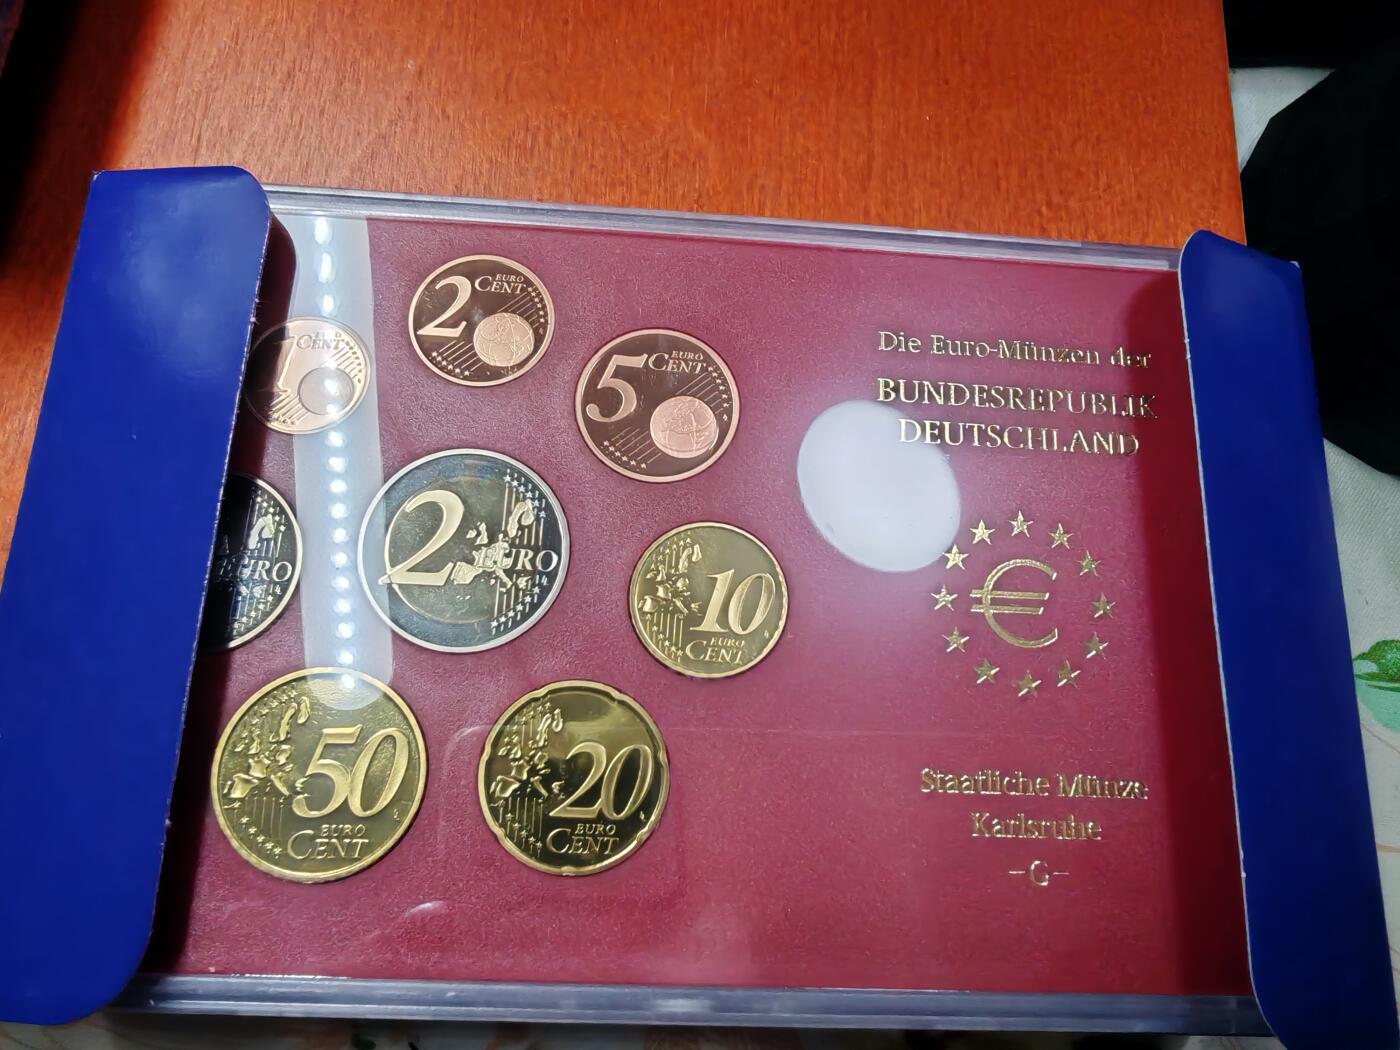 2 EURO
CENT
1 EURO
CENT
5 EURO
CENT
Die Euro-Münzen der
BUNDESREPUBLIK
DEUTSCHLAND
EURO
2 EURO
10
EURO
CENT
€
50
EURO
CENT
20
EURO
CENT
Staatliche Münze
Karlsruhe
-G-